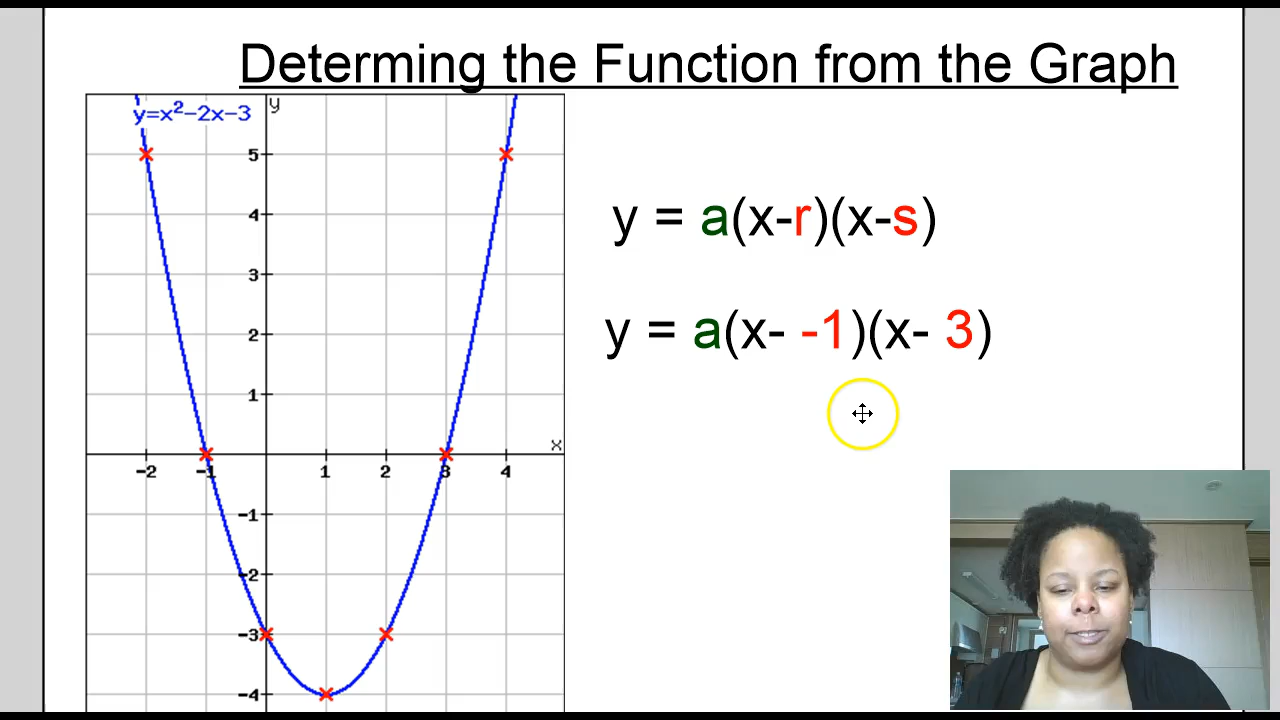 Determing the Function from the Graph
y=x²-2x-3
y
5
4
3
2
1
x
-2 -1 1 2 3 4
-1
-2
-3
-4
y = a(x-r)(x-s)
y = a(x- -1)(x- 3)